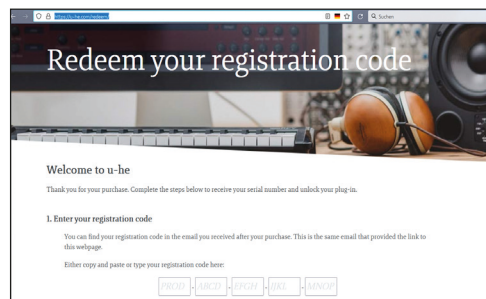 https://u-he.com/redeem/
Suchen
Redeem your registration code
Welcome to u-he
Thank you for your purchase. Complete the steps below to receive your serial number and unlock your plug-in.
1. Enter your registration code
You can find your registration code in the email you received after your purchase. This is the same email that provided the link to
this webpage.
Either copy and paste or type your registration code here:
PROD - ABCD - EFGH - IJKL - MNOP